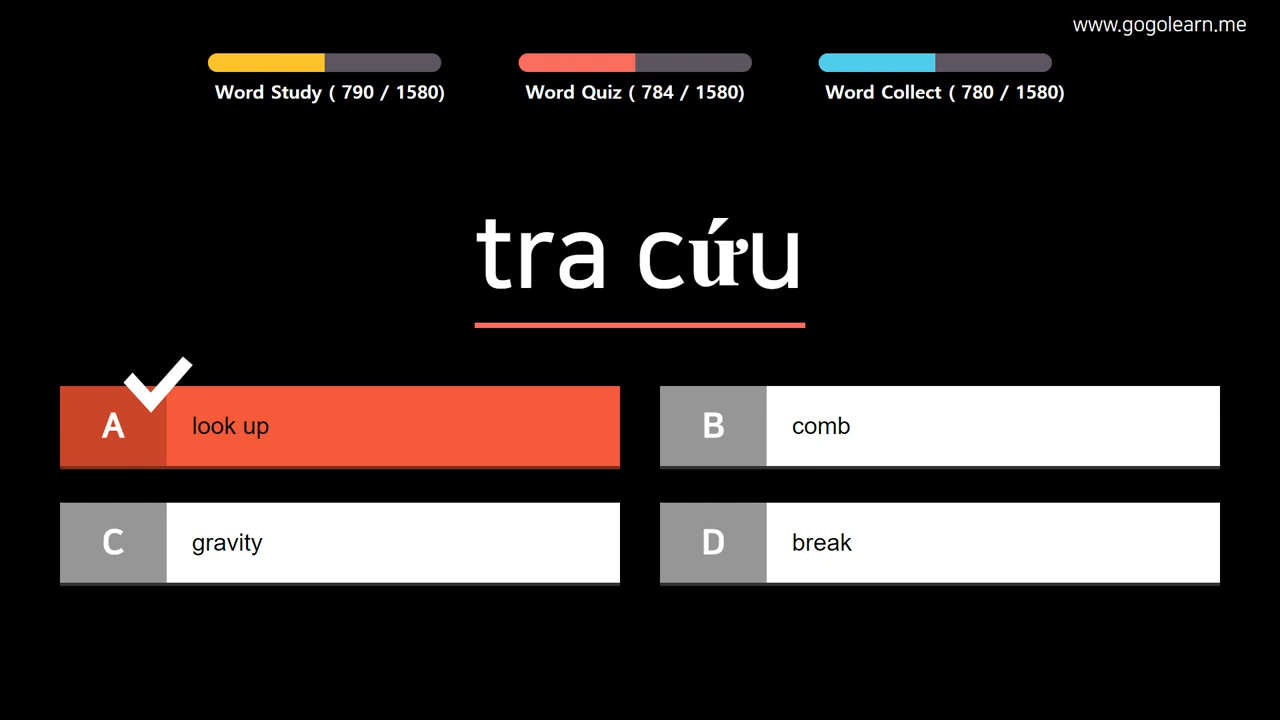 www.gogolearn.me
Word Study ( 790 / 1580)
Word Quiz ( 784 / 1580)
Word Collect ( 780 / 1580)
tra cứu
A look up
B comb
C gravity
D break